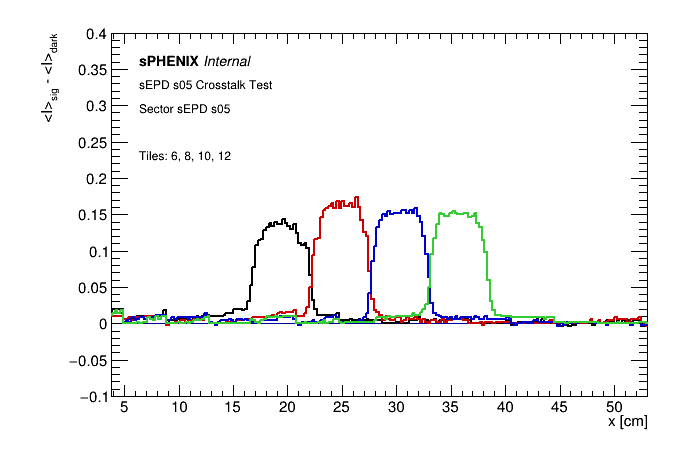 <I>sig - <I>dark
0.4
0.35
0.3
0.25
0.2
0.15
0.1
0.05
0
−0.05
−0.1
sPHENIX Internal
sEPD s05 Crosstalk Test
Sector sEPD s05
Tiles: 6, 8, 10, 12
5 10 15 20 25 30 35 40 45 50
x [cm]